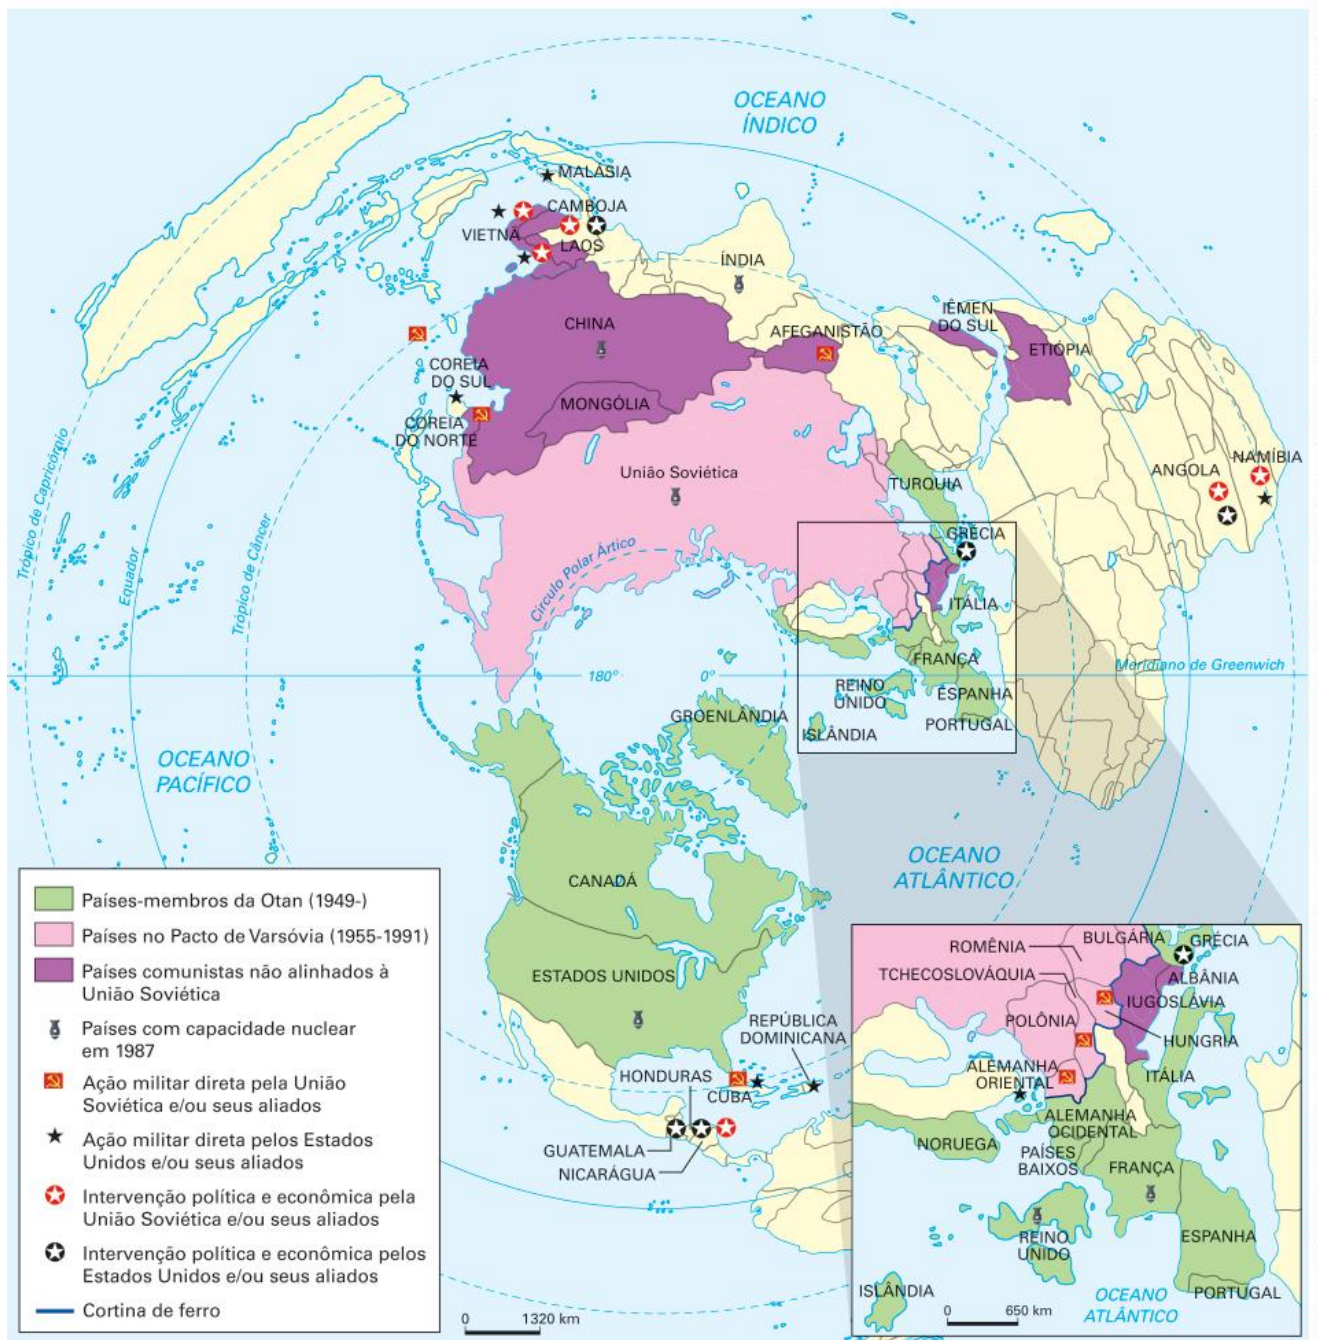 OCEANO
ÍNDICO
MALÁSIA
CAMBOJA
VIETNÃ
LAOS
ÍNDIA
CHINA
AFEGANISTÃO
IÊMEN
DO SUL
ETIÓPIA
COREIA
DO SUL
MONGÓLIA
COREIA
DO NORTE
União Soviética
TURQUIA
ANGOLA
NAMÍBIA
Trópico de Capricórnio
Equador
Trópico de Câncer
Círculo Polar Ártico
GRÉCIA
ITÁLIA
FRANÇA
Meridiano de Greenwich
180°
0°
REINO
UNIDO
ESPANHA
PORTUGAL
ISLÂNDIA
GROENLÂNDIA
OCEANO
PACÍFICO
CANADÁ
OCEANO
ATLÂNTICO
ESTADOS UNIDOS
REPÚBLICA
DOMINICANA
HONDURAS
CUBA
GUATEMALA
NICARÁGUA
Países-membros da Otan (1949-)
Países no Pacto de Varsóvia (1955-1991)
Países comunistas não alinhados à
União Soviética
Países com capacidade nuclear
em 1987
Ação militar direta pela União
Soviética e/ou seus aliados
Ação militar direta pelos Estados
Unidos e/ou seus aliados
Intervenção política e econômica pela
União Soviética e/ou seus aliados
Intervenção política e econômica pelos
Estados Unidos e/ou seus aliados
Cortina de ferro
0 1320 km
BULGÁRIA
GRÉCIA
ROMÊNIA
TCHECOSLOVÁQUIA
ALBÂNIA
IUGOSLÁVIA
POLÔNIA
HUNGRIA
ALEMANHA
ORIENTAL
ITÁLIA
ALEMANHA
OCIDENTAL
NORUEGA
PAÍSES
BAIXOS
FRANÇA
REINO
UNIDO
ESPANHA
ISLÂNDIA
PORTUGAL
OCEANO
ATLÂNTICO
0 650 km